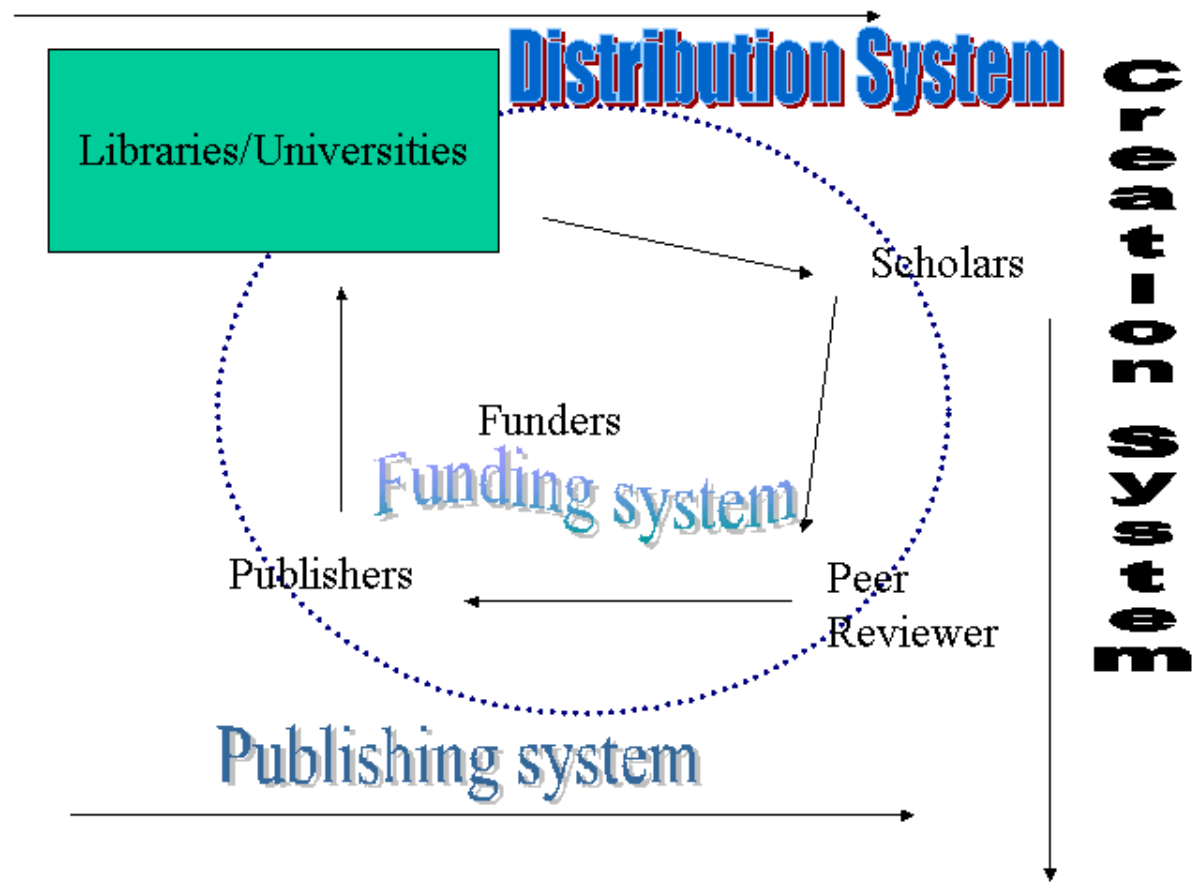 Distribution System
Libraries/Universities
Scholars
Creation System
Funders
Funding system
Publishers
Peer
Reviewer
Publishing system